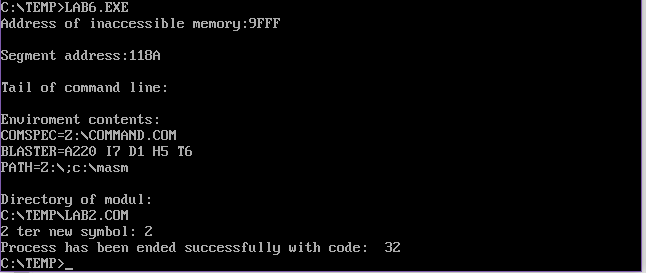 C:\TEMP>LAB6.EXE
Address of inaccessible memory:9FFF
Segment address:118A
Tail of command line:
Enviroment contents:
COMSPEC=Z:\COMMAND.COM
BLASTER=A220 I7 D1 H5 T6
PATH=Z:\;c:\masm
Directory of modul:
C:\TEMP\LAB2.COM
2 ter new symbol: 2
Process has been ended successfully with code:  32
C:\TEMP>_